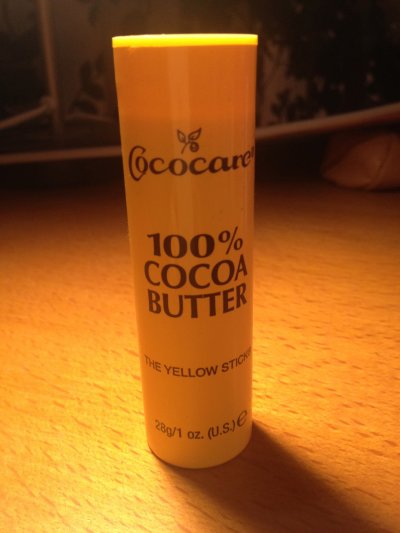 Cococare
100%
COCOA
BUTTER
THE YELLOW STICK
28g/1 oz. (U.S.) ℮